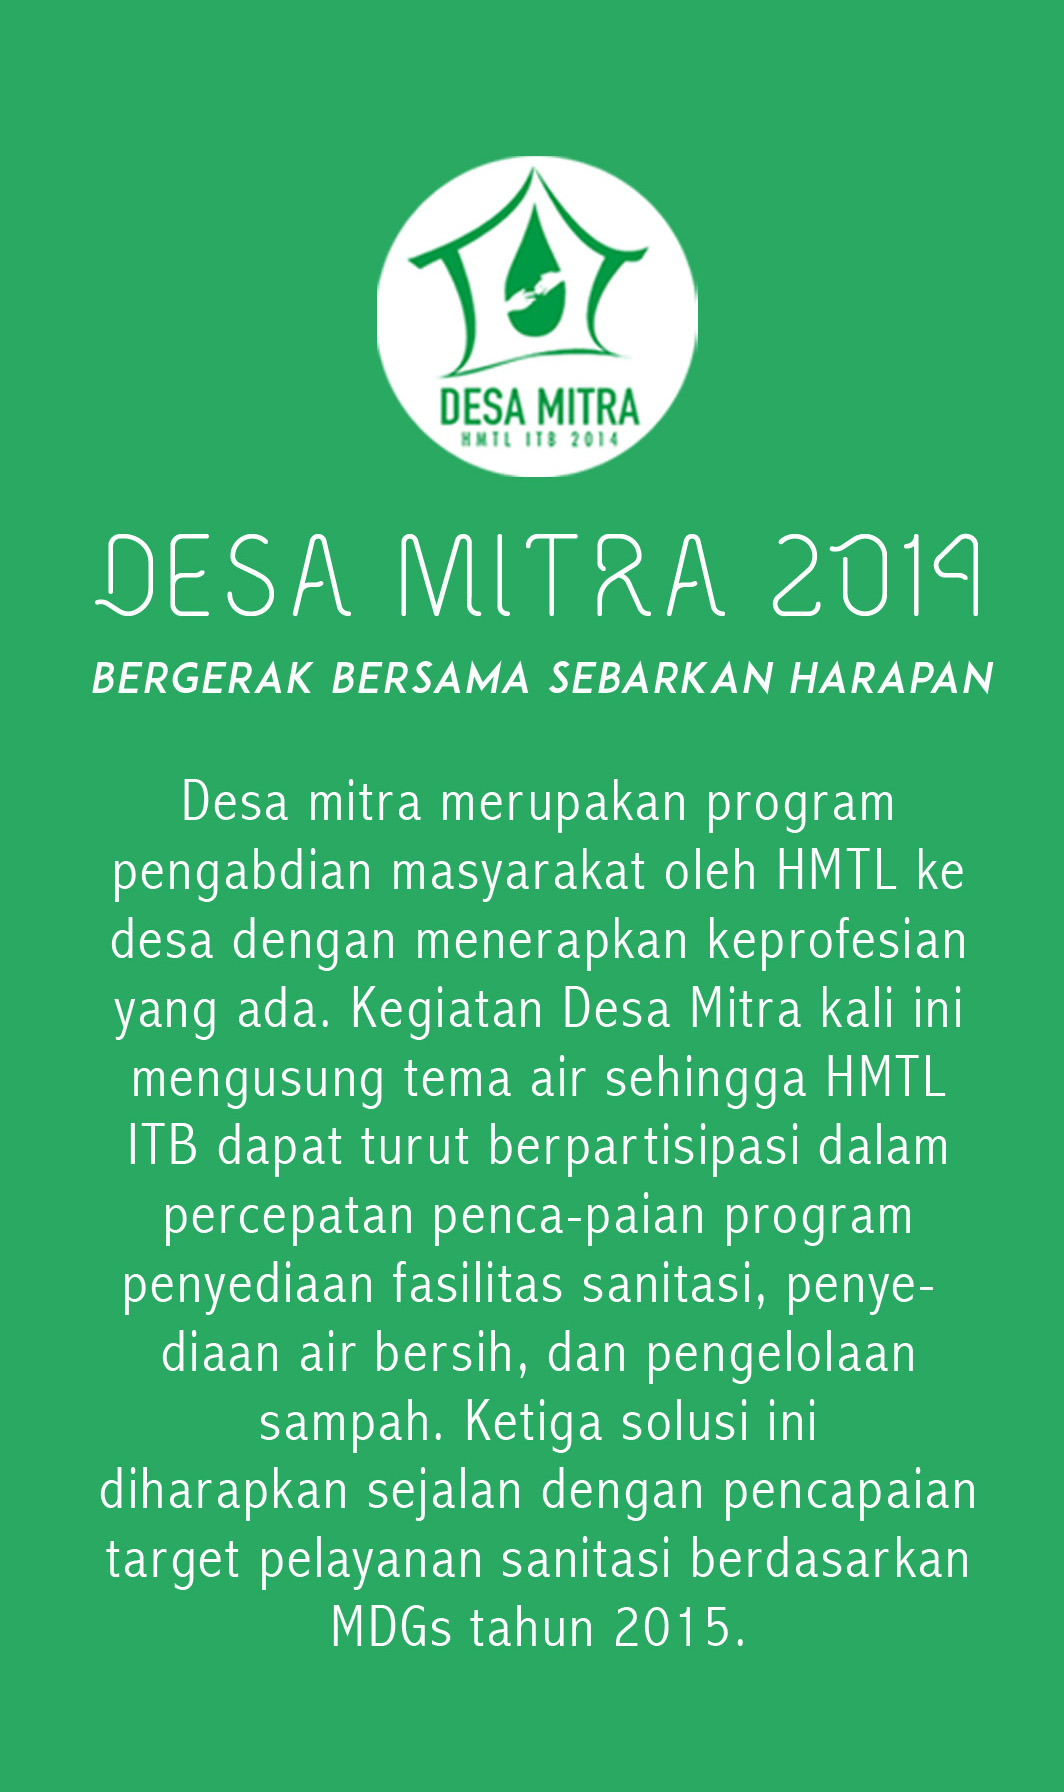 DESA MITRA
HMTL ITB 2014
DESA MITRA 2014
BERGERAK BERSAMA SEBARKAN HARAPAN
Desa mitra merupakan program
pengabdian masyarakat oleh HMTL ke
desa dengan menerapkan keprofesian
yang ada. Kegiatan Desa Mitra kali ini
mengusung tema air sehingga HMTL
ITB dapat turut berpartisipasi dalam
percepatan penca-paian program
penyediaan fasilitas sanitasi, penye-
diaan air bersih, dan pengelolaan
sampah. Ketiga solusi ini
diharapkan sejalan dengan pencapaian
target pelayanan sanitasi berdasarkan
MDGs tahun 2015.